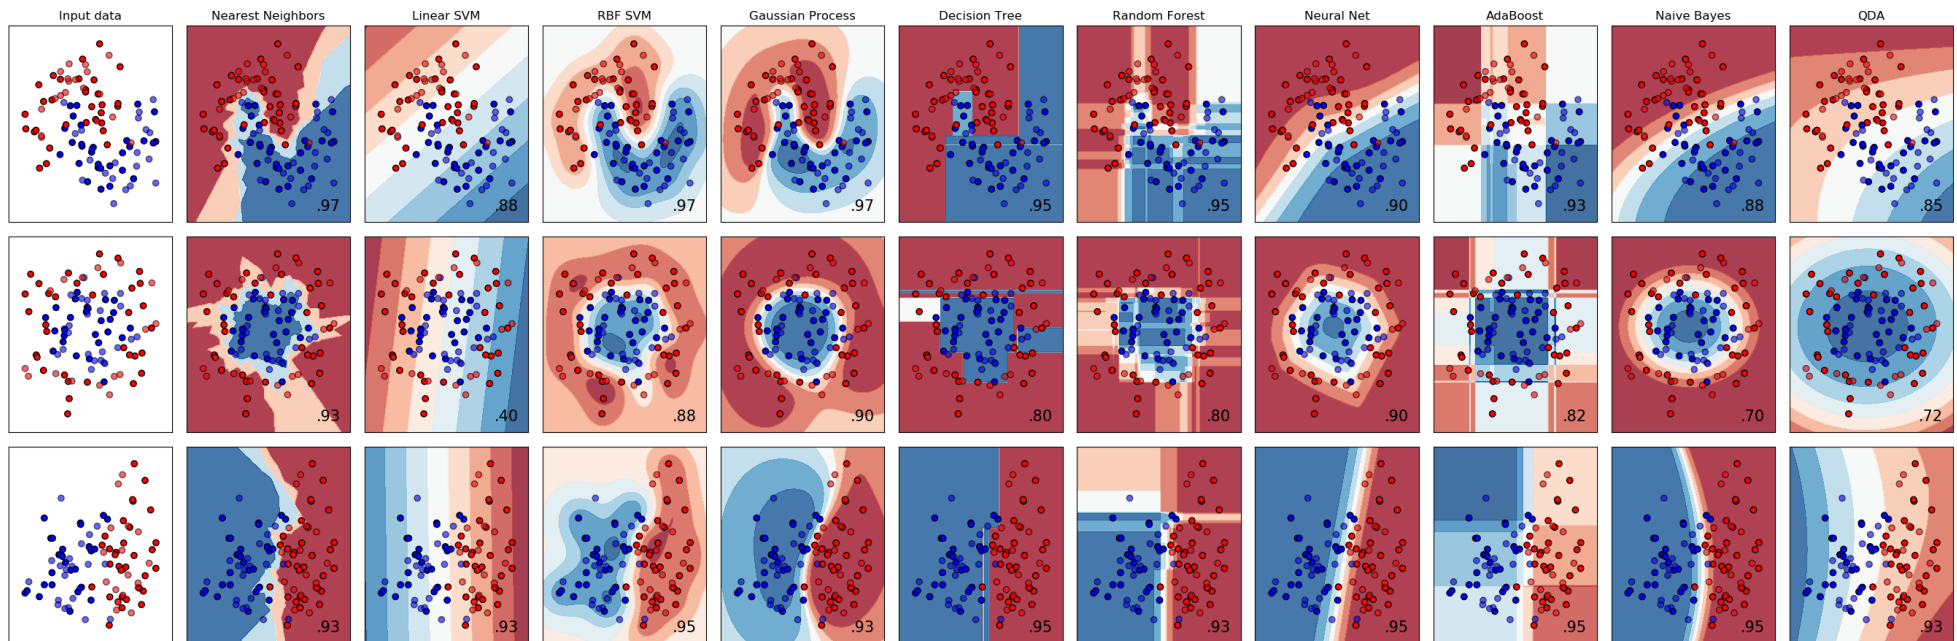 Input data Nearest Neighbors Linear SVM RBF SVM Gaussian Process Decision Tree Random Forest Neural Net AdaBoost Naive Bayes QDA
.97 .88 .97 .97 .95 .95 .90 .93 .88 .85
.93 .40 .88 .90 .80 .80 .90 .82 .70 .72
.93 .93 .95 .93 .95 .93 .95 .95 .95 .93